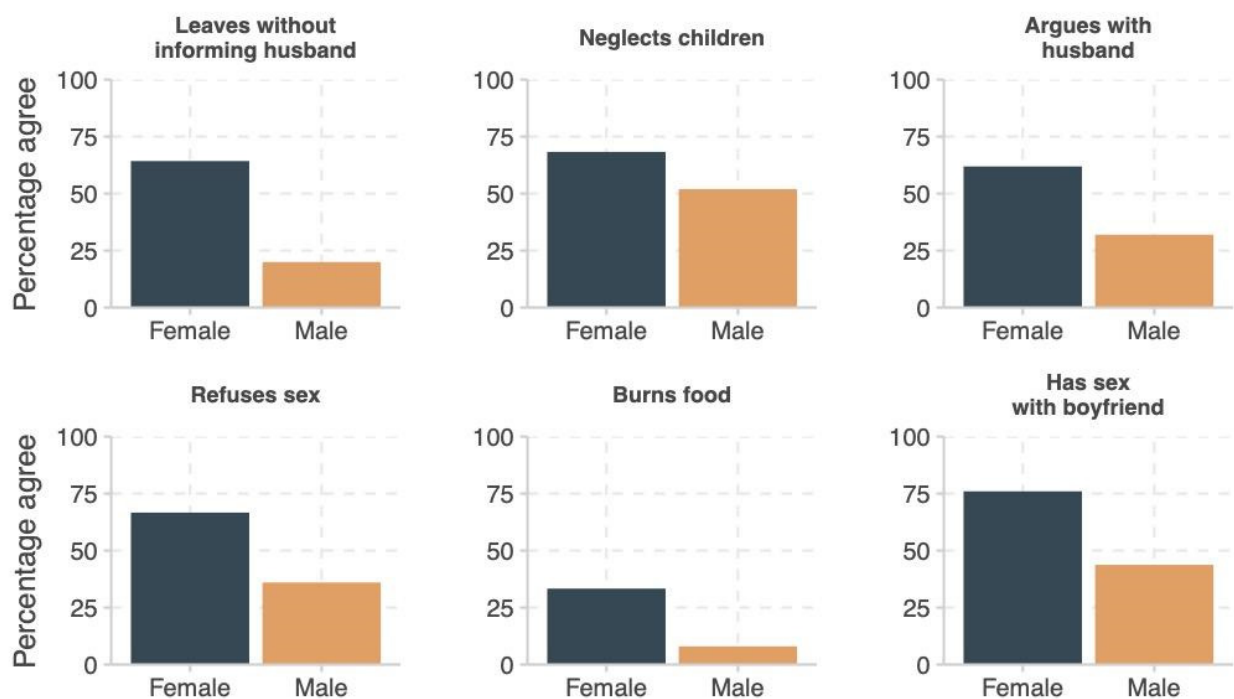 Leaves without
informing husband
Neglects children
Argues with
husband
Percentage agree
100
75
50
25
0
Female Male
100
75
50
25
0
Female Male
100
75
50
25
0
Female Male
Refuses sex
Burns food
Has sex
with boyfriend
Percentage agree
100
75
50
25
0
Female Male
100
75
50
25
0
Female Male
100
75
50
25
0
Female Male